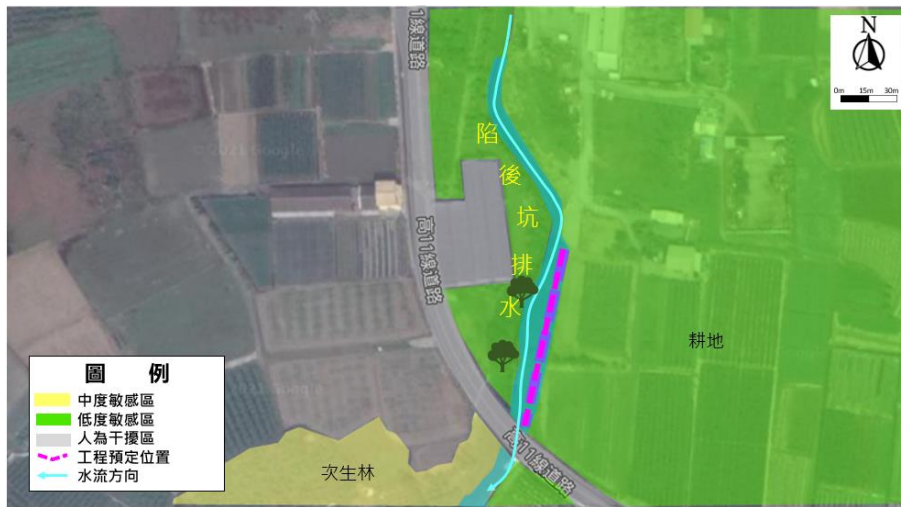 1線道路
N
0m 15m 30m
陷
後
坑
排
水
高11線道路
耕地
圖 例
中度敏感區
低度敏感區
人為干擾區
工程預定位置
水流方向
次生林
高11線道路